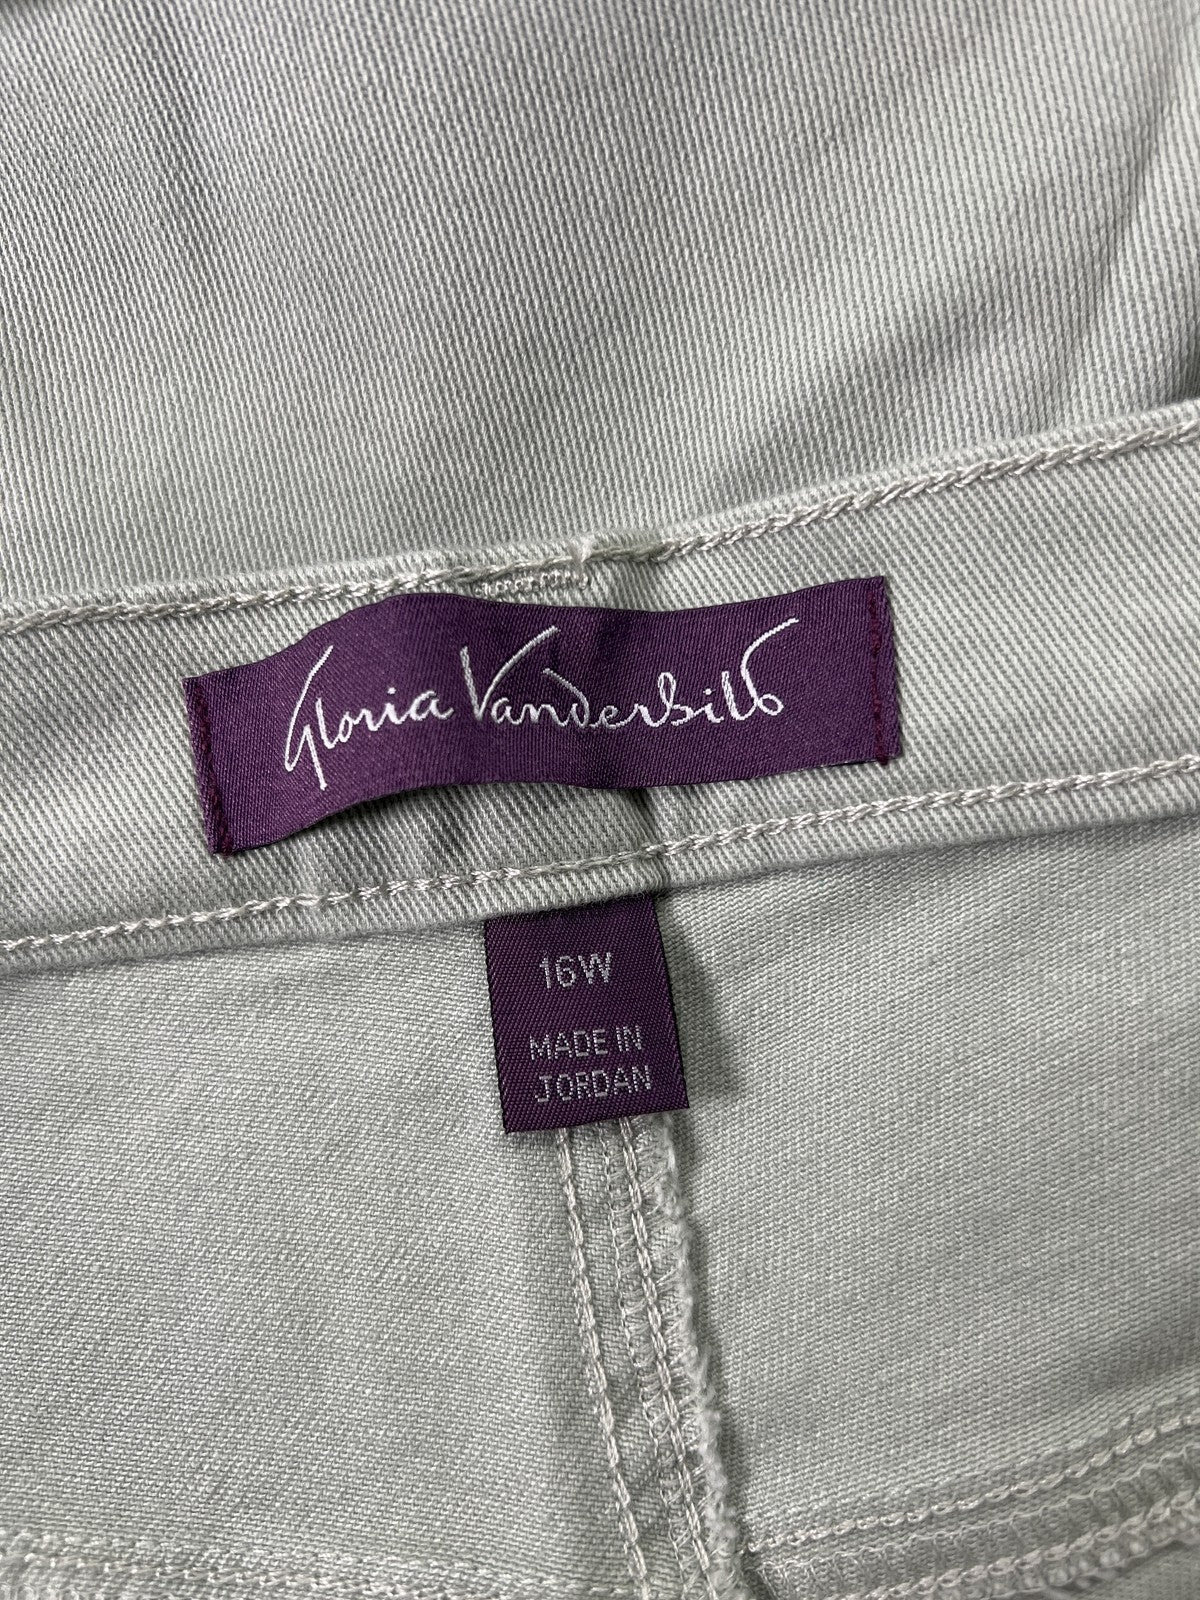 Gloria Vanderbilt
16W
MADE IN
JORDAN